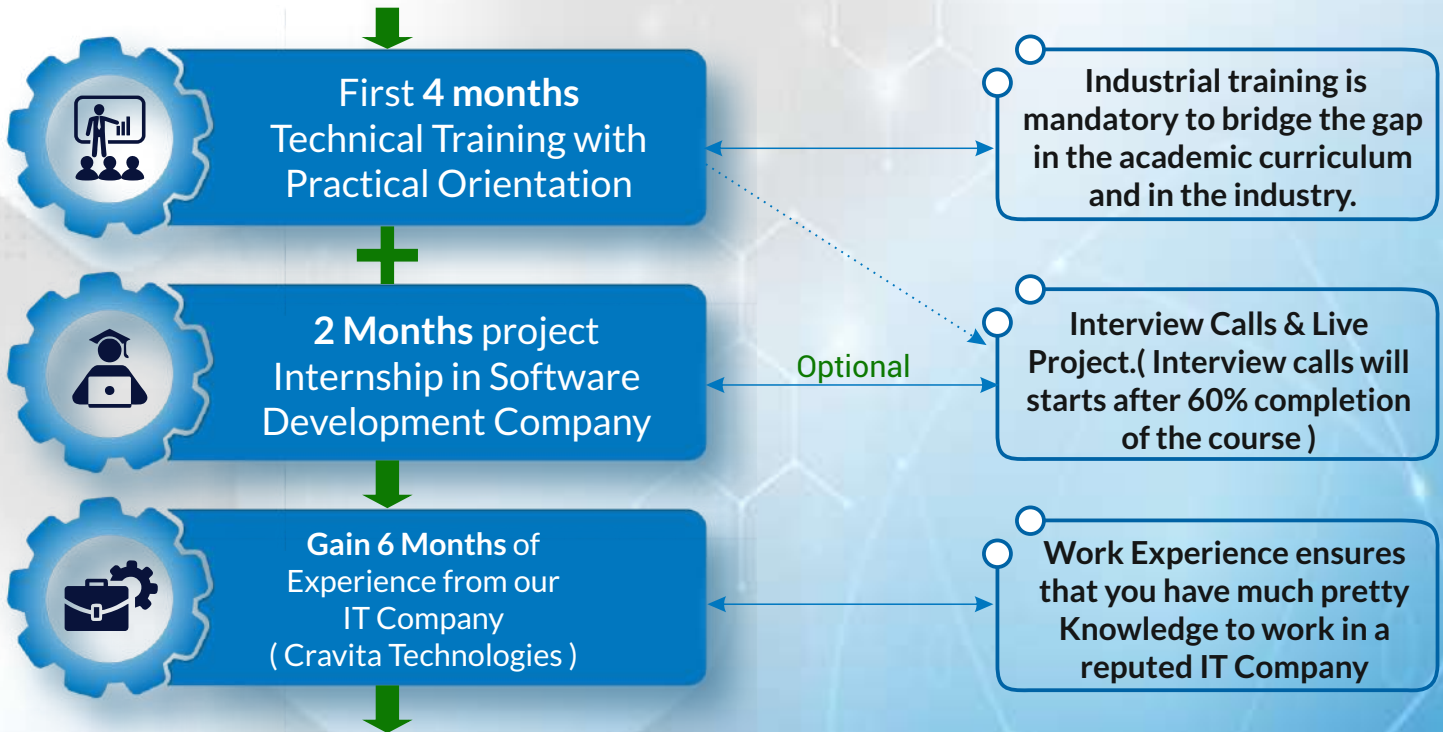 First 4 months
Technical Training with
Practical Orientation
Industrial training is
mandatory to bridge the gap
in the academic curriculum
and in the industry.
2 Months project
Internship in Software
Development Company
Optional
Interview Calls & Live
Project.( Interview calls will
starts after 60% completion
of the course )
Gain 6 Months of
Experience from our
IT Company
( Cravita Technologies )
Work Experience ensures
that you have much pretty
Knowledge to work in a
reputed IT Company